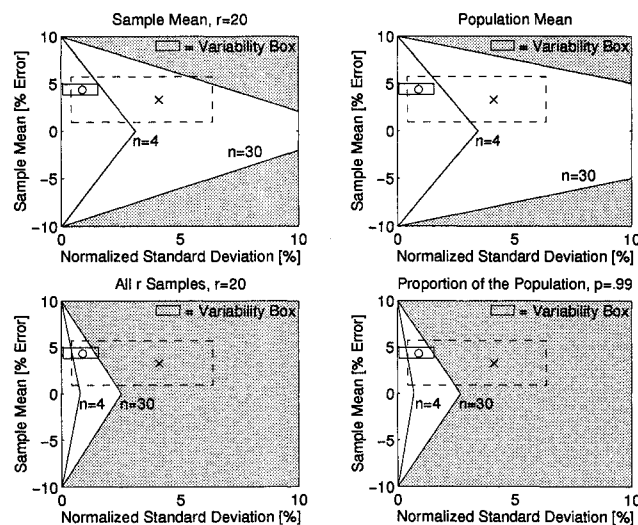 Sample Mean, r=20
10
5
0
−5
−10
Sample Mean [% Error]
= Variability Box
n=4
n=30
0
5
10
Normalized Standard Deviation [%]
Population Mean
10
5
0
−5
−10
Sample Mean [% Error]
= Variability Box
n=4
n=30
0
5
10
Normalized Standard Deviation [%]
All r Samples, r=20
10
5
0
−5
−10
Sample Mean [% Error]
= Variability Box
n=4
n=30
0
5
10
Normalized Standard Deviation [%]
Proportion of the Population, p=.99
10
5
0
−5
−10
Sample Mean [% Error]
= Variability Box
n=4
n=30
0
5
10
Normalized Standard Deviation [%]